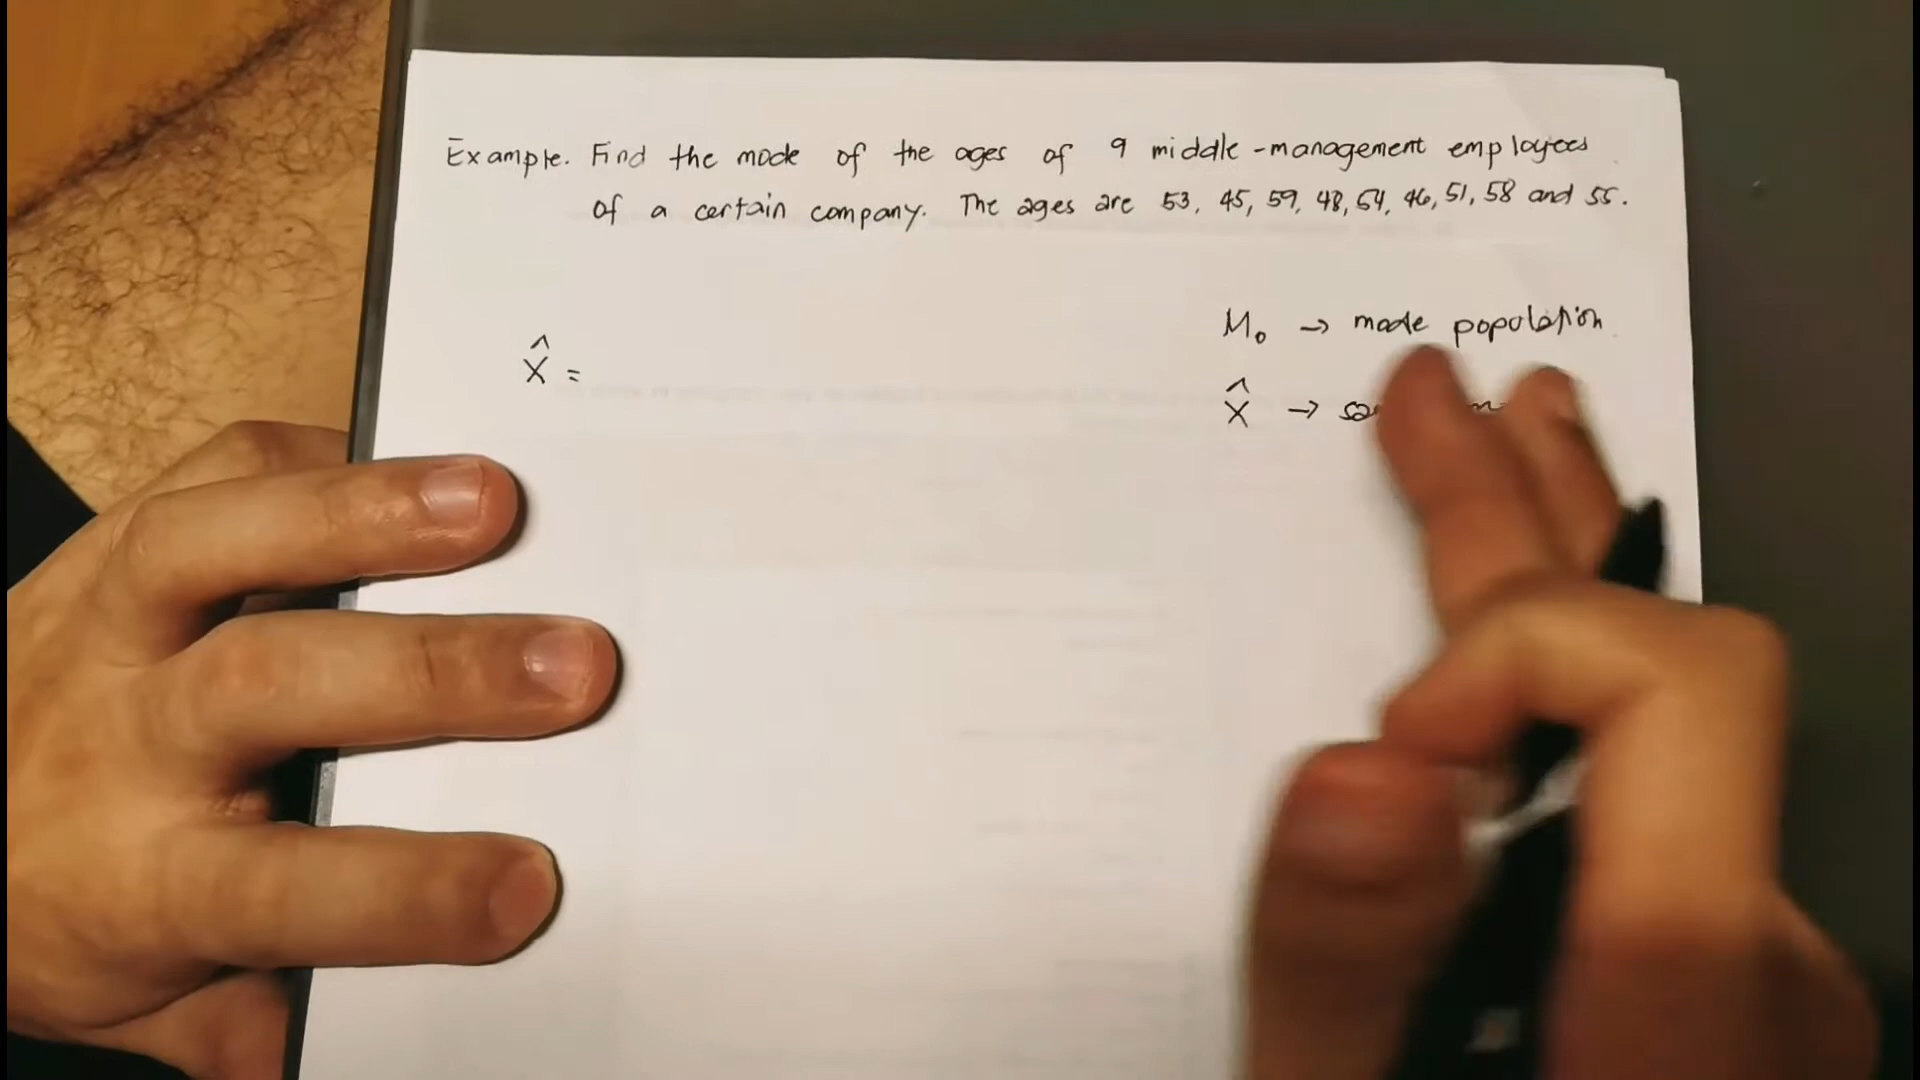 Example. Find the mode of the ages of 9 middle-management employees
of a certain company. The ages are 53, 45, 59, 48, 54, 46, 51, 58 and 55.
M₀ → mode population
X̂ =
X̂ →